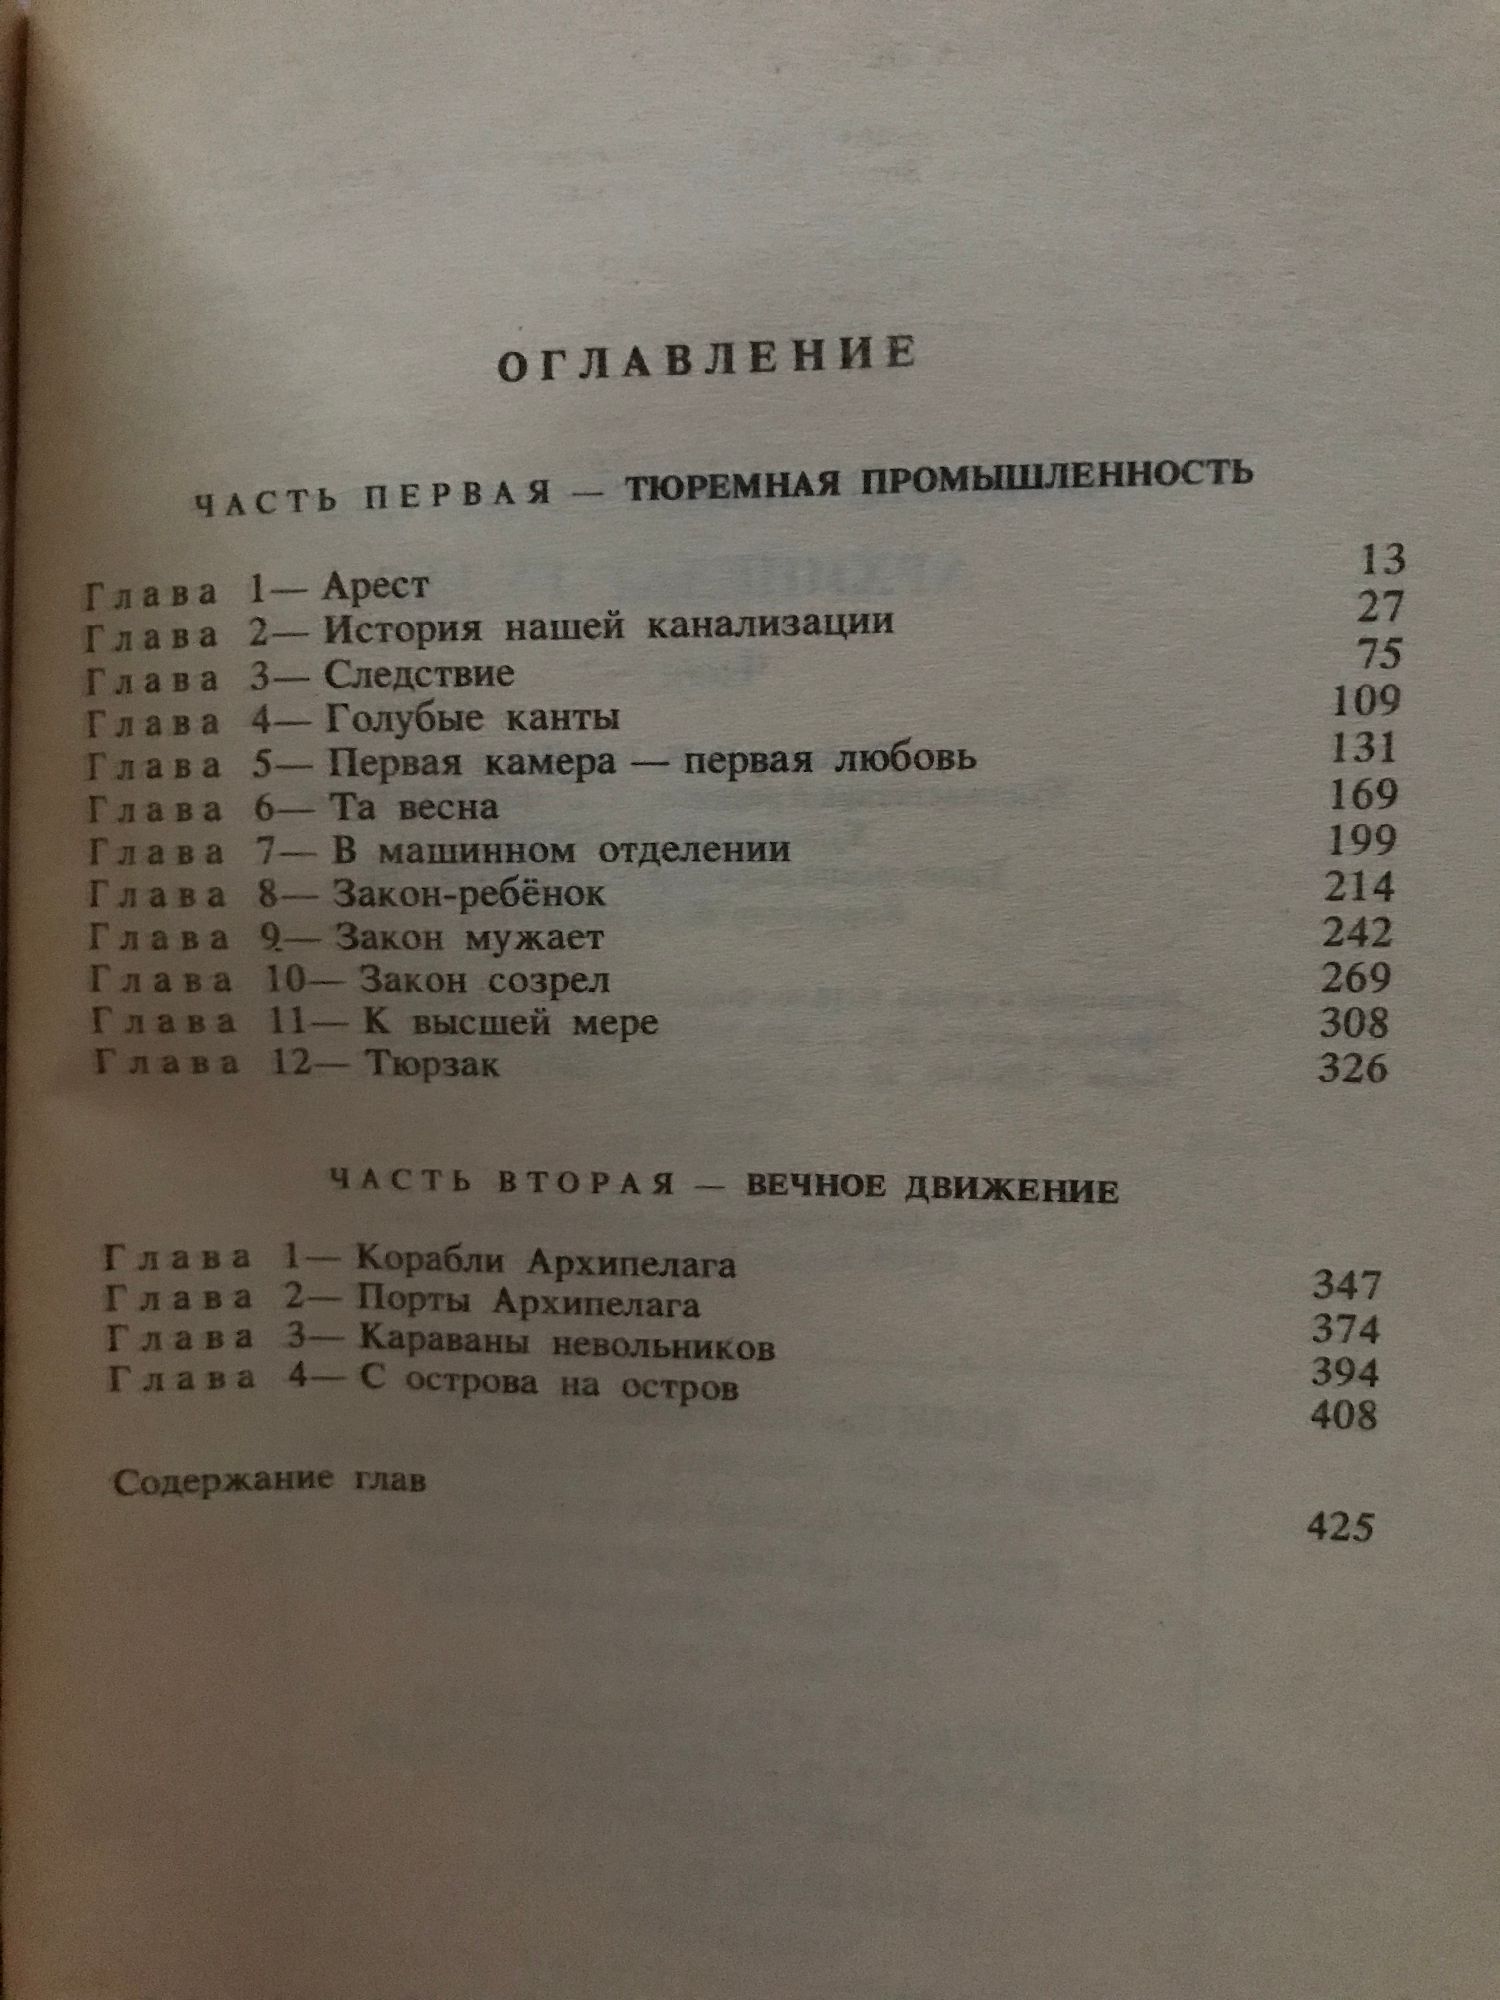 ОГЛАВЛЕНИЕ
ЧАСТЬ ПЕРВАЯ — ТЮРЕМНАЯ ПРОМЫШЛЕННОСТЬ
Глава 1— Арест 13
Глава 2— История нашей канализации 27
Глава 3— Следствие 75
Глава 4— Голубые канты 109
Глава 5— Первая камера — первая любовь 131
Глава 6— Та весна 169
Глава 7— В машинном отделении 199
Глава 8— Закон-ребёнок 214
Глава 9— Закон мужает 242
Глава 10— Закон созрел 269
Глава 11— К высшей мере 308
Глава 12— Тюрзак 326
ЧАСТЬ ВТОРАЯ — ВЕЧНОЕ ДВИЖЕНИЕ
Глава 1— Корабли Архипелага 347
Глава 2— Порты Архипелага 374
Глава 3— Караваны невольников 394
Глава 4— С острова на остров 408
Содержание глав 425